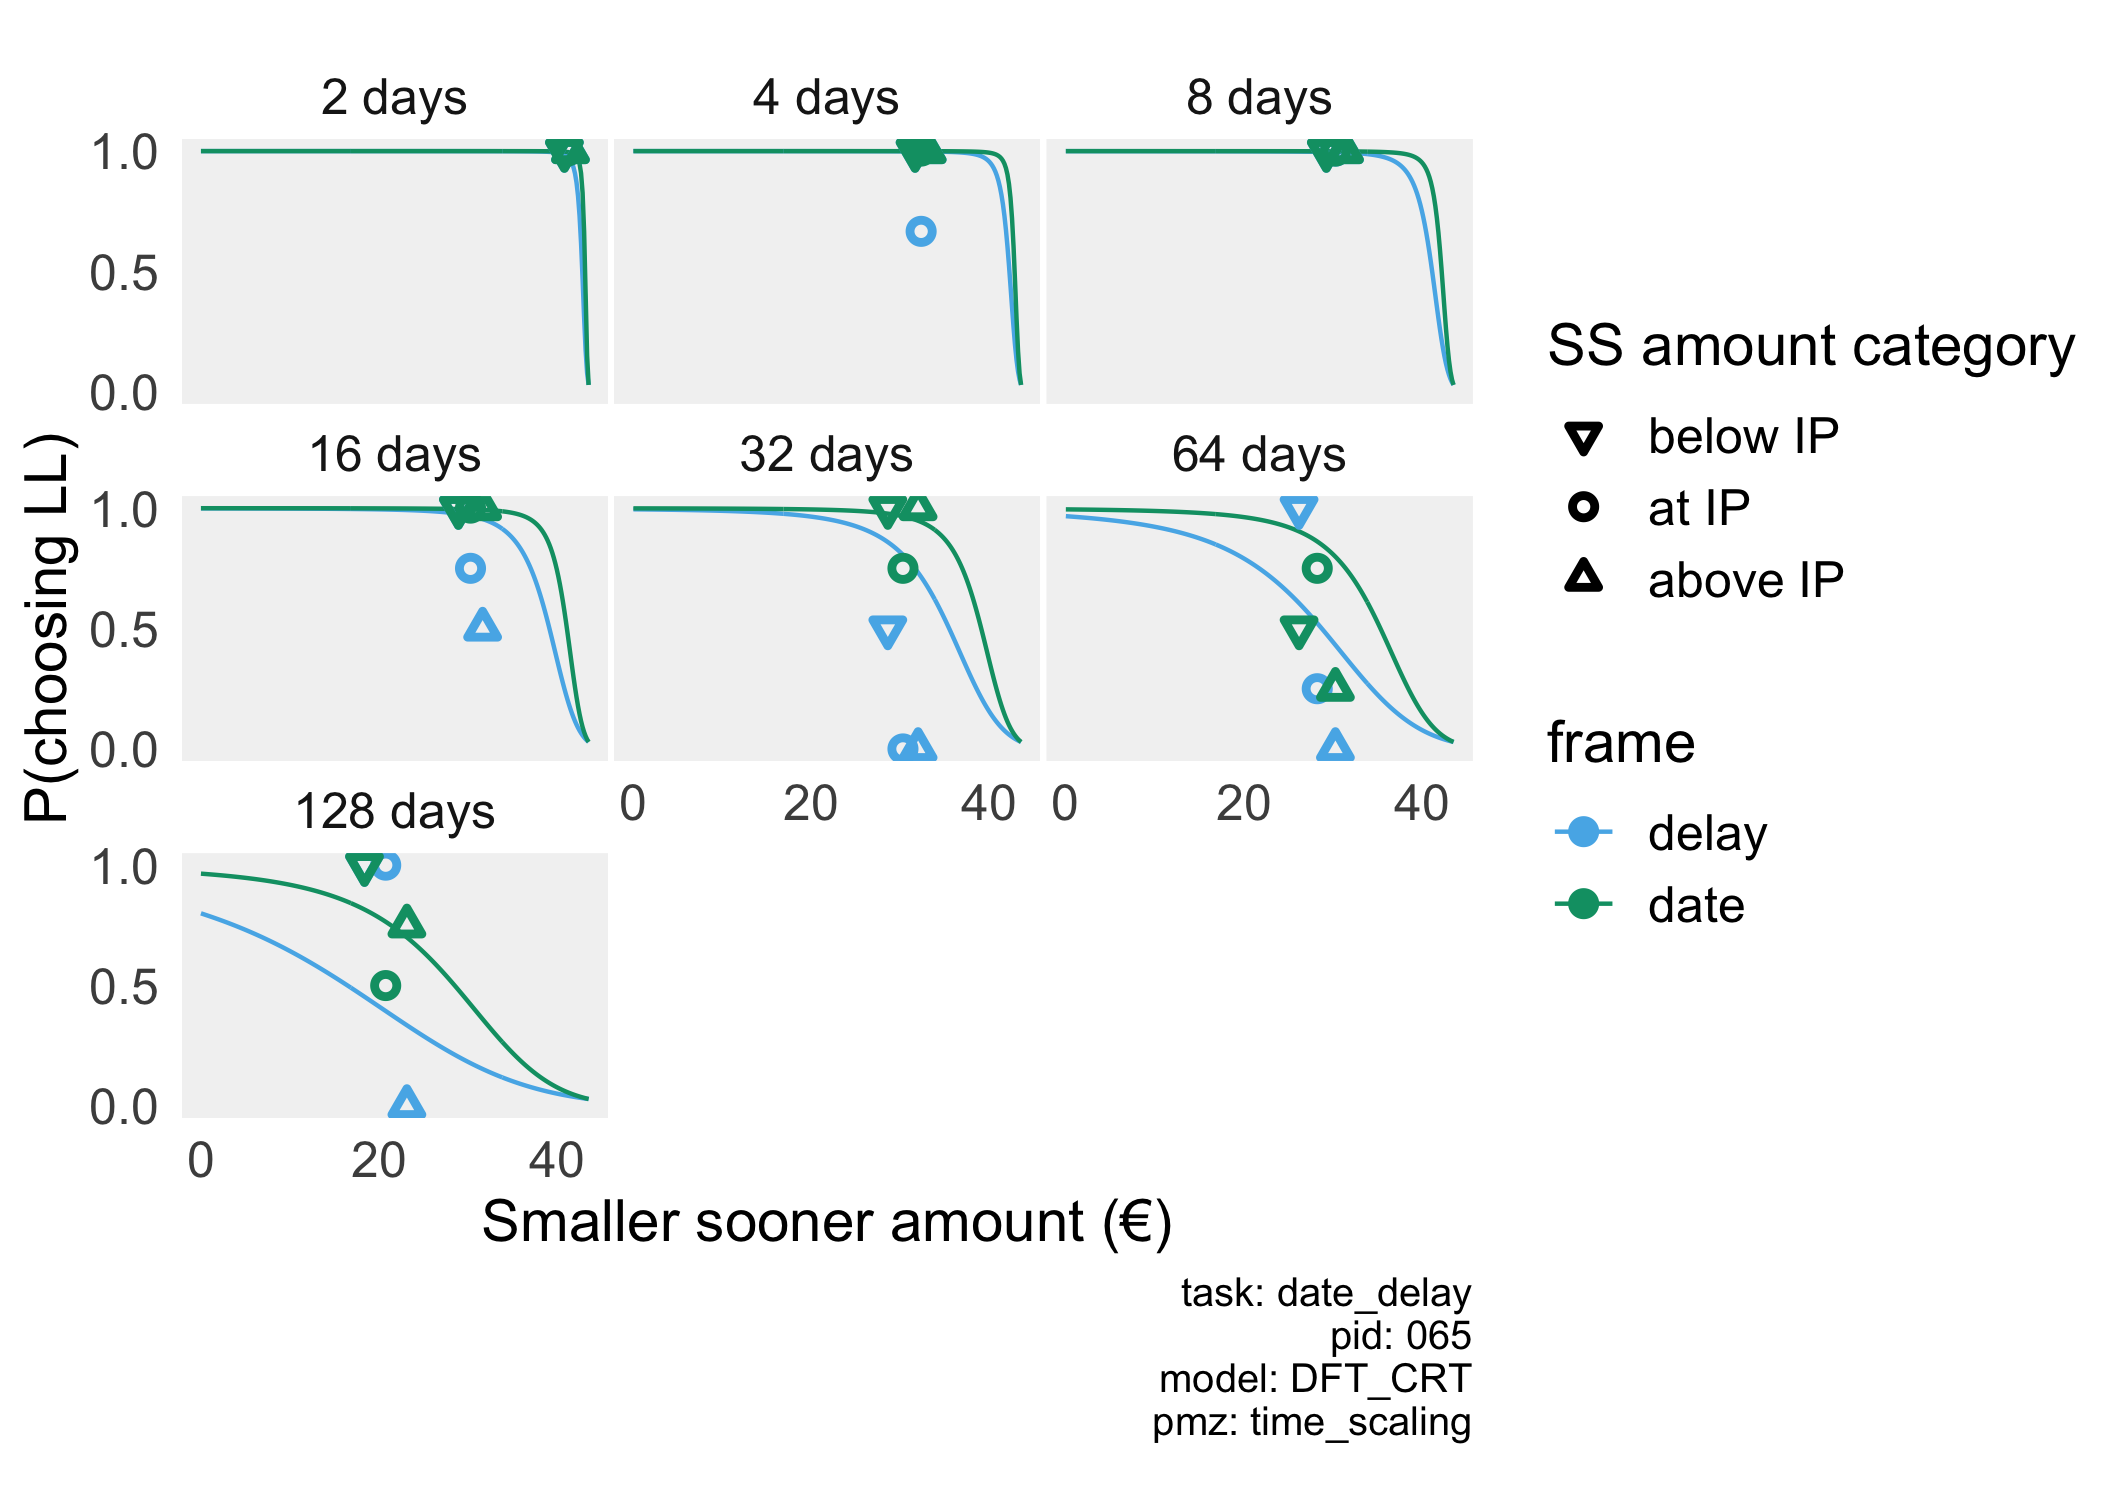 2 days
4 days
8 days
1.0
0.5
0.0
16 days
32 days
64 days
1.0
0.5
0.0
0
20
40
0
20
40
128 days
1.0
0.5
0.0
0
20
40
P(choosing LL)
Smaller sooner amount (€)
SS amount category
below IP
at IP
above IP
frame
delay
date
task: date_delay
pid: 065
model: DFT_CRT
pmz: time_scaling